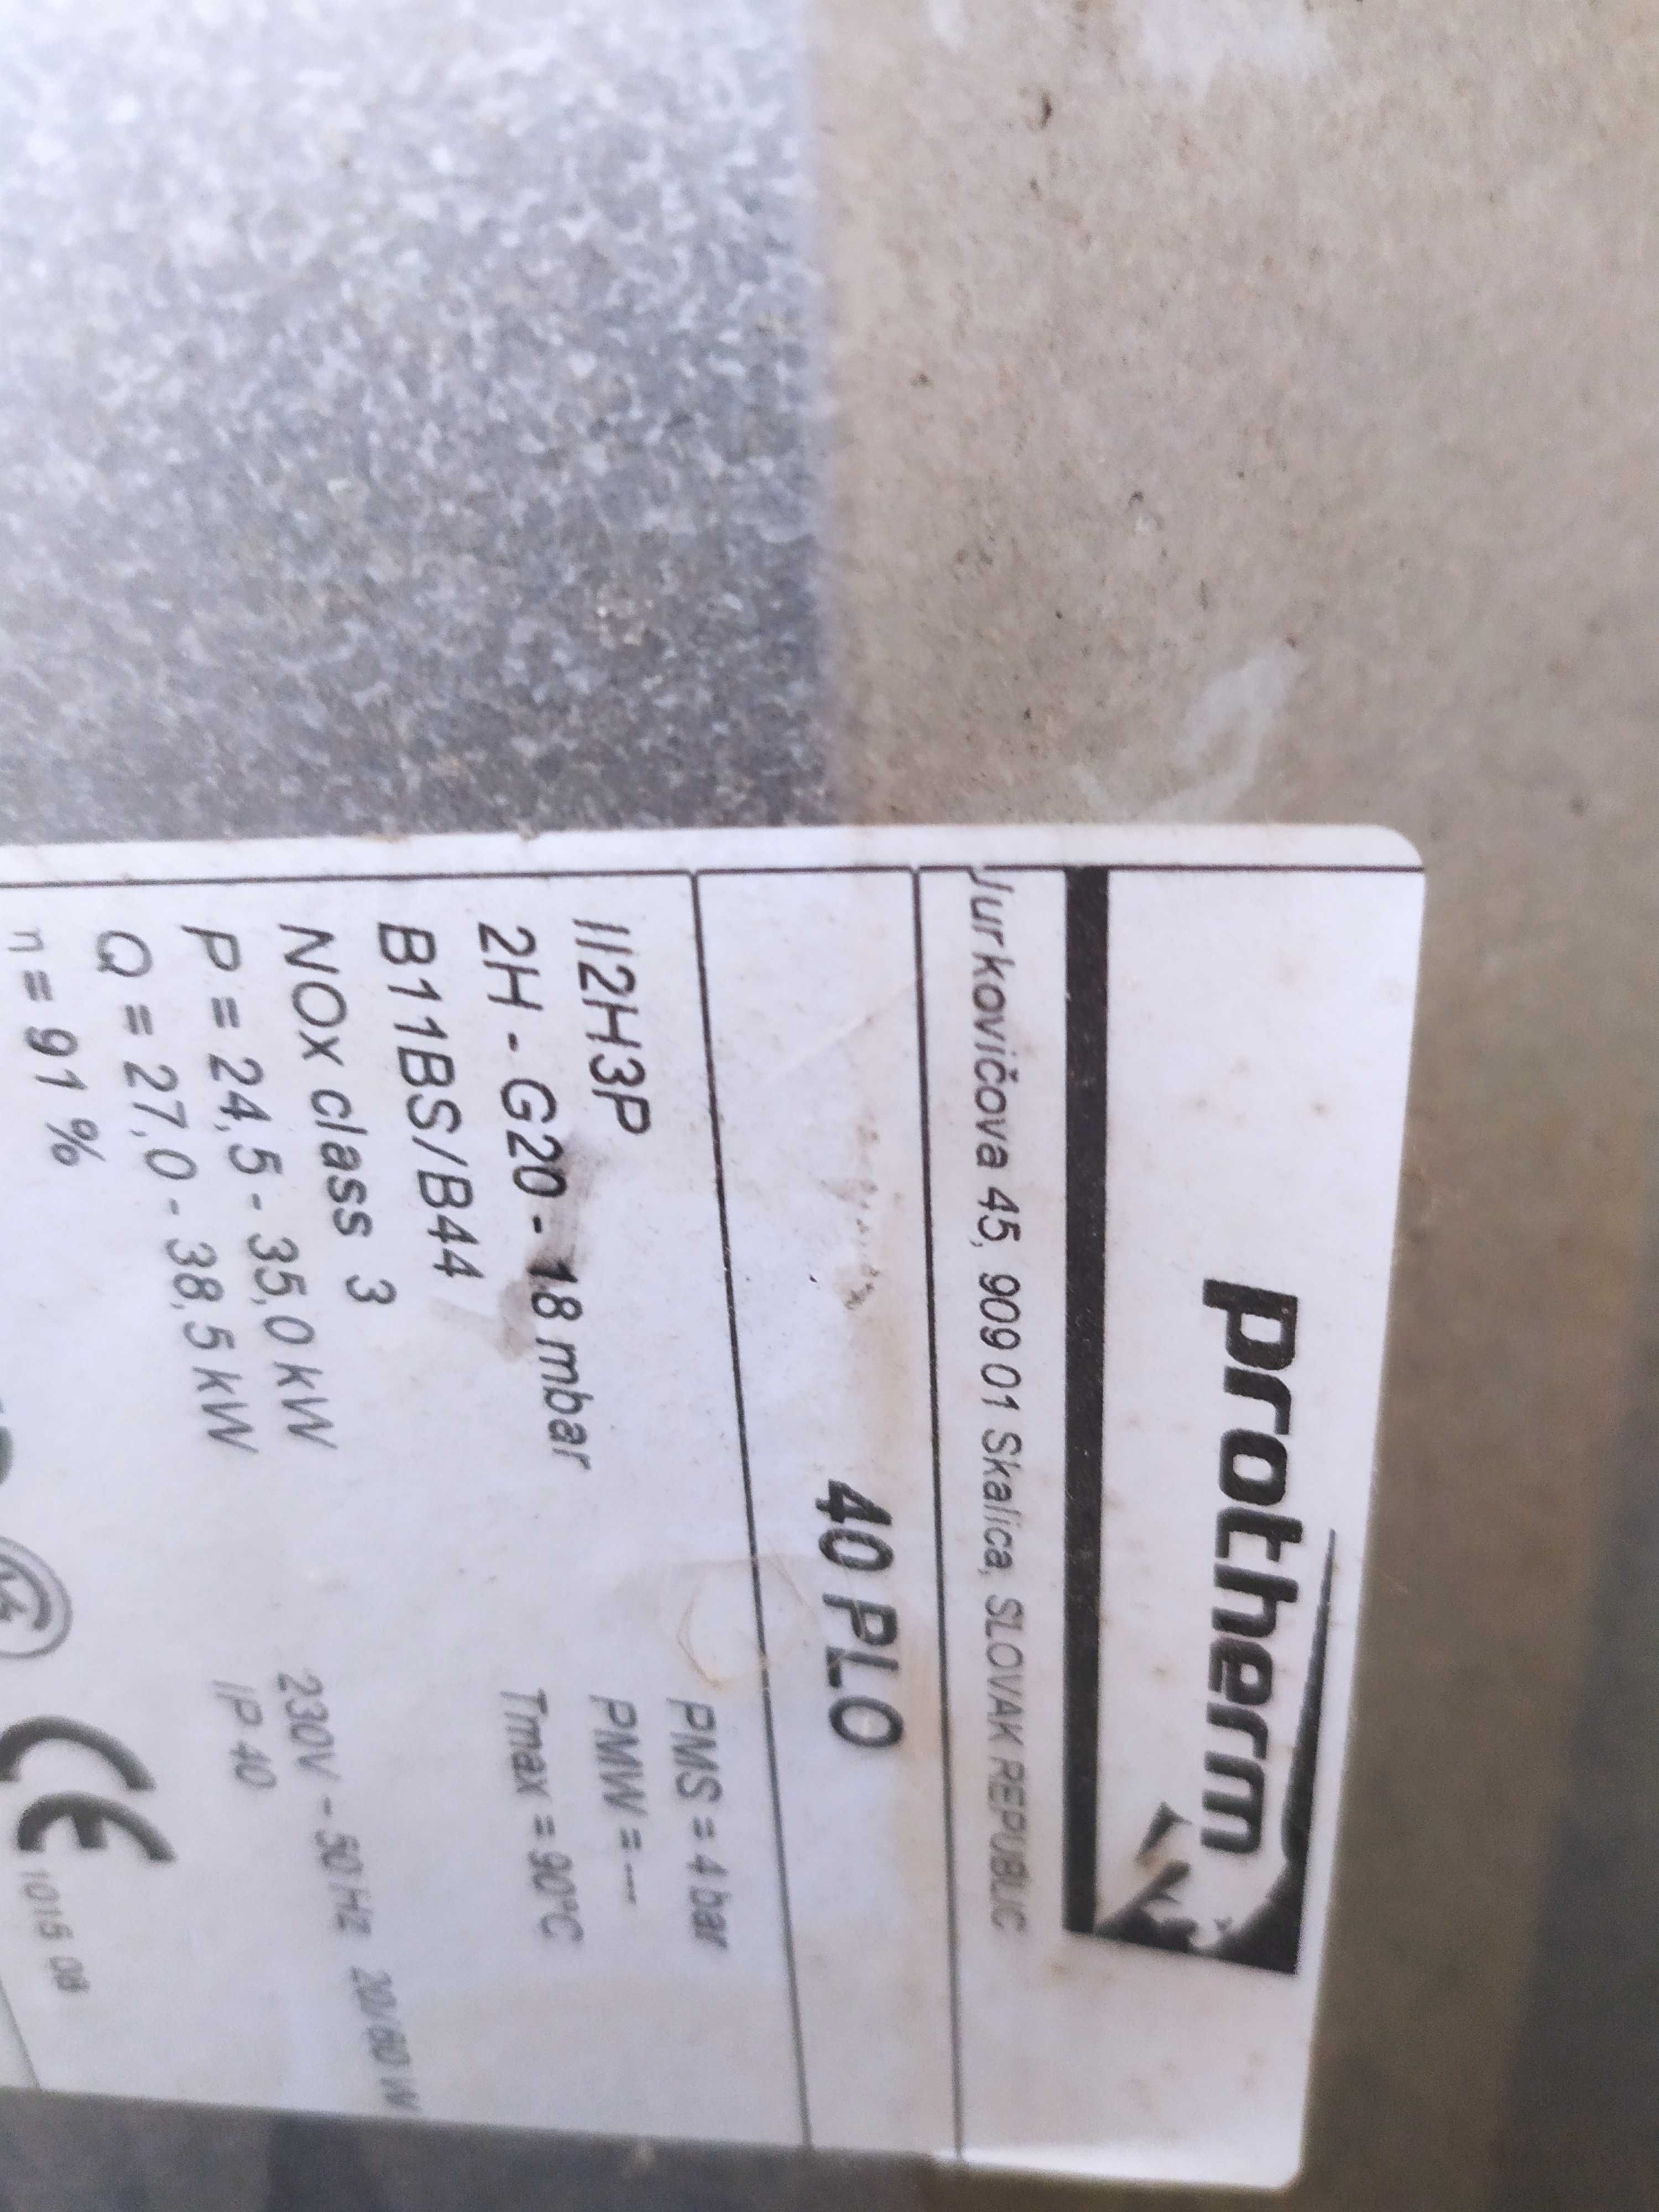 protherm
Jurkovičova 45, 909 01 Skalica, SLOVAK REPUBLIC
40 PLO
II2H3P
2H - G20 - 18 mbar
B11BS/B44
NOx class 3
P = 24,5 - 35,0 kW
Q = 27,0 - 38,5 kW
η = 91 %
PMS = 4 bar
PMW = ---
Tmax = 90°C
230V ~ 50Hz
IP 40
CE
1015 08